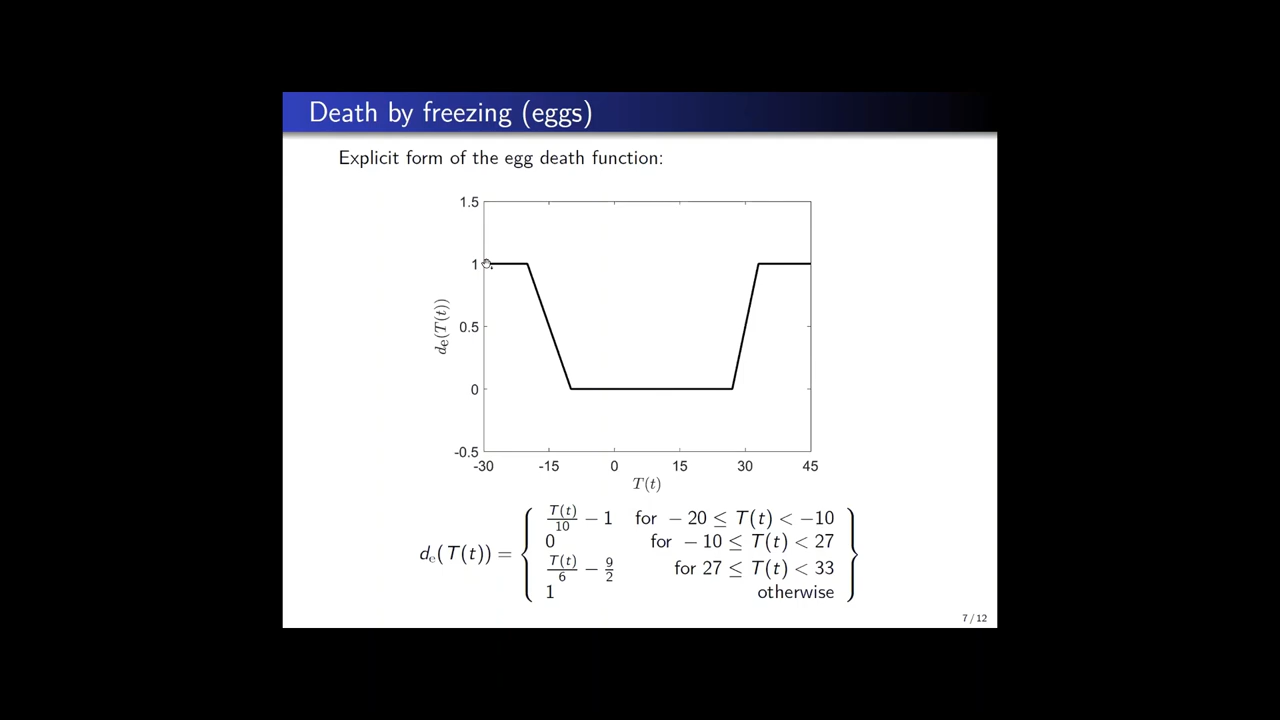 Death by freezing (eggs)
Explicit form of the egg death function:
1.5
1
0.5
0
-0.5
-30 -15 0 15 30 45
d_e(T(t))
T(t)
d_e(T(t)) = { T(t)/10 − 1 for − 20 ≤ T(t) < −10
0 for − 10 ≤ T(t) < 27
T(t)/6 − 9/2 for 27 ≤ T(t) < 33
1 otherwise }
7 / 12